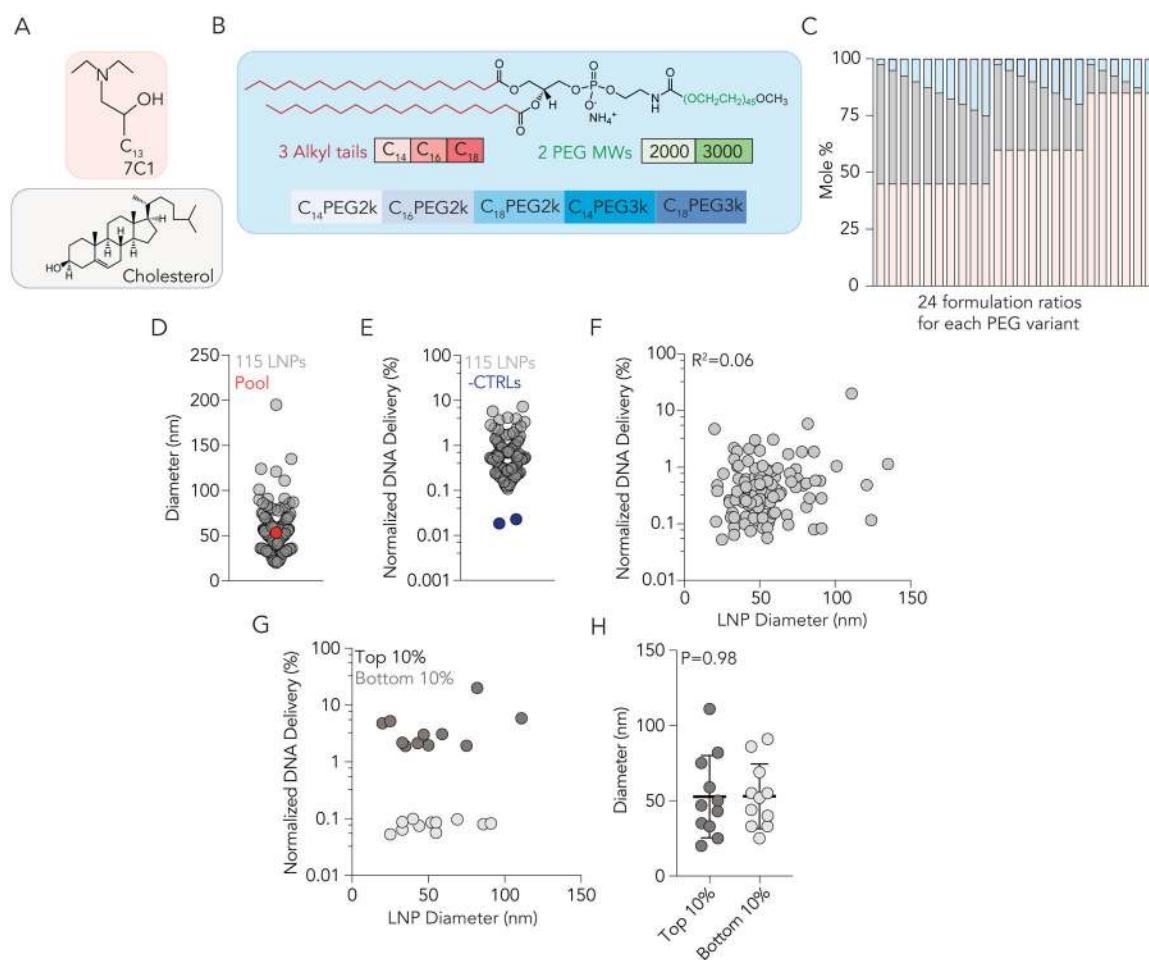 A
N
OH
C₁₃
7C1
HO
H
H
H
H
Cholesterol
B
O
O
O
H
O
O
P
O⁻
NH₄⁺
O
N
H
O
(OCH₂CH₂)₄₅OCH₃
3 Alkyl tails
C₁₄ C₁₆ C₁₈
2 PEG MWs
2000 3000
C₁₄PEG2k C₁₆PEG2k C₁₈PEG2k C₁₄PEG3k C₁₈PEG3k
C
Mole %
100
75
50
25
0
24 formulation ratios
for each PEG variant
D
Diameter (nm)
250
200
150
100
50
0
115 LNPs
Pool
E
Normalized DNA Delivery (%)
100
10
1
0.1
0.01
0.001
115 LNPs
-CTRLs
F
Normalized DNA Delivery (%)
100
10
1
0.1
0.01
R²=0.06
0 50 100 150
LNP Diameter (nm)
G
Normalized DNA Delivery (%)
100
10
1
0.1
0.01
Top 10%
Bottom 10%
0 50 100 150
LNP Diameter (nm)
H
Diameter (nm)
150
100
50
0
P=0.98
Top 10%
Bottom 10%